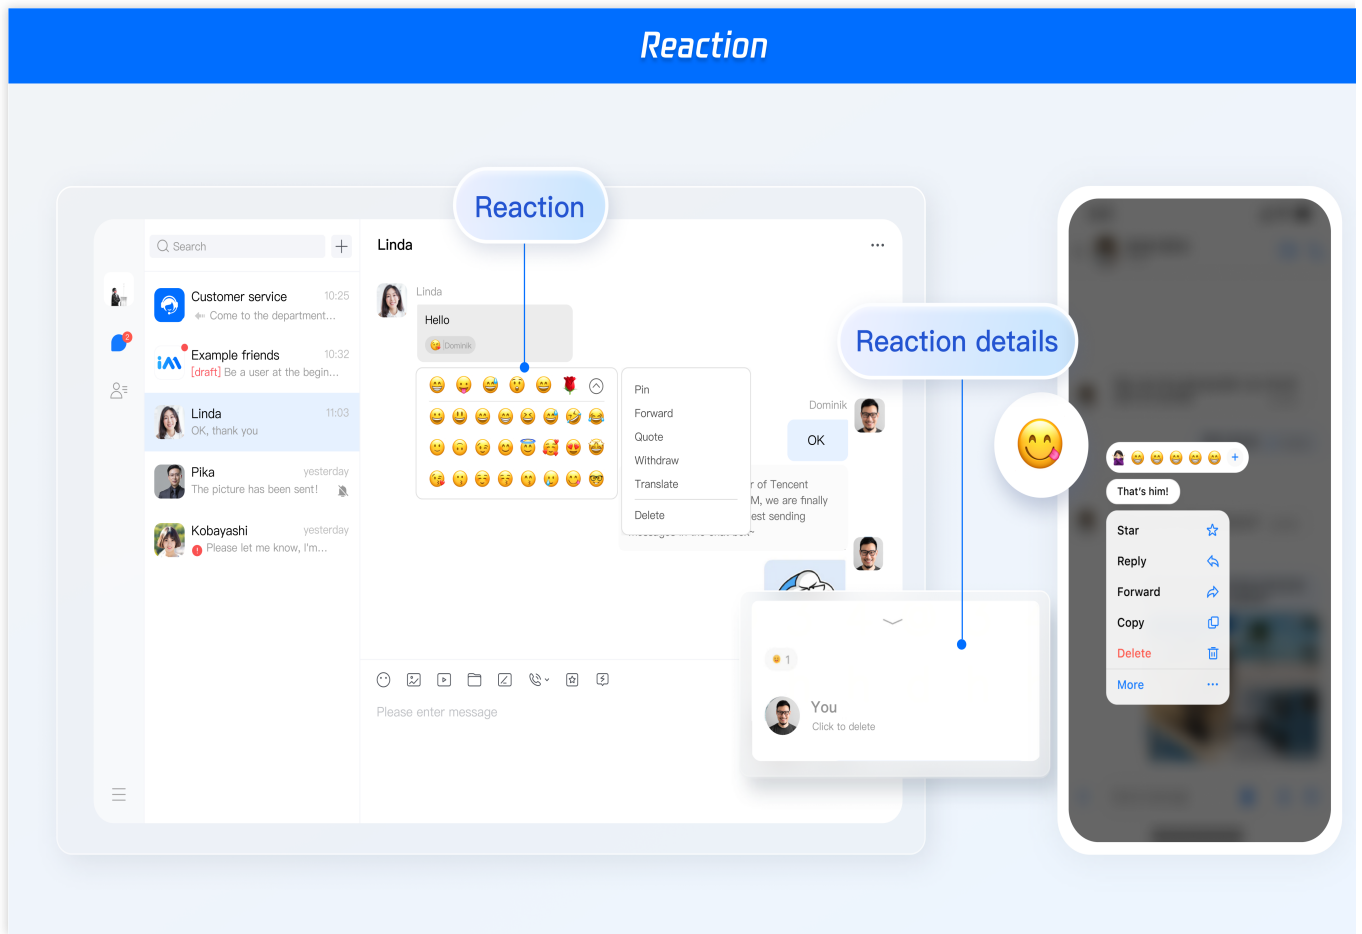 Reaction
Reaction
Search
Linda
Customer service 10:25
Come to the department...
2
Example friends 10:32
[draft] Be a user at the begin...
Linda 11:03
OK, thank you
Pika yesterday
The picture has been sent!
Kobayashi yesterday
Please let me know, I'm...
Linda
Hello
Dominik
Pin
Forward
Quote
Withdraw
Translate
Delete
Dominik
OK
r of Tencent
M, we are finally
est sending
Please enter message
Reaction details
1
You
Click to delete
That's him!
Star
Reply
Forward
Copy
Delete
More